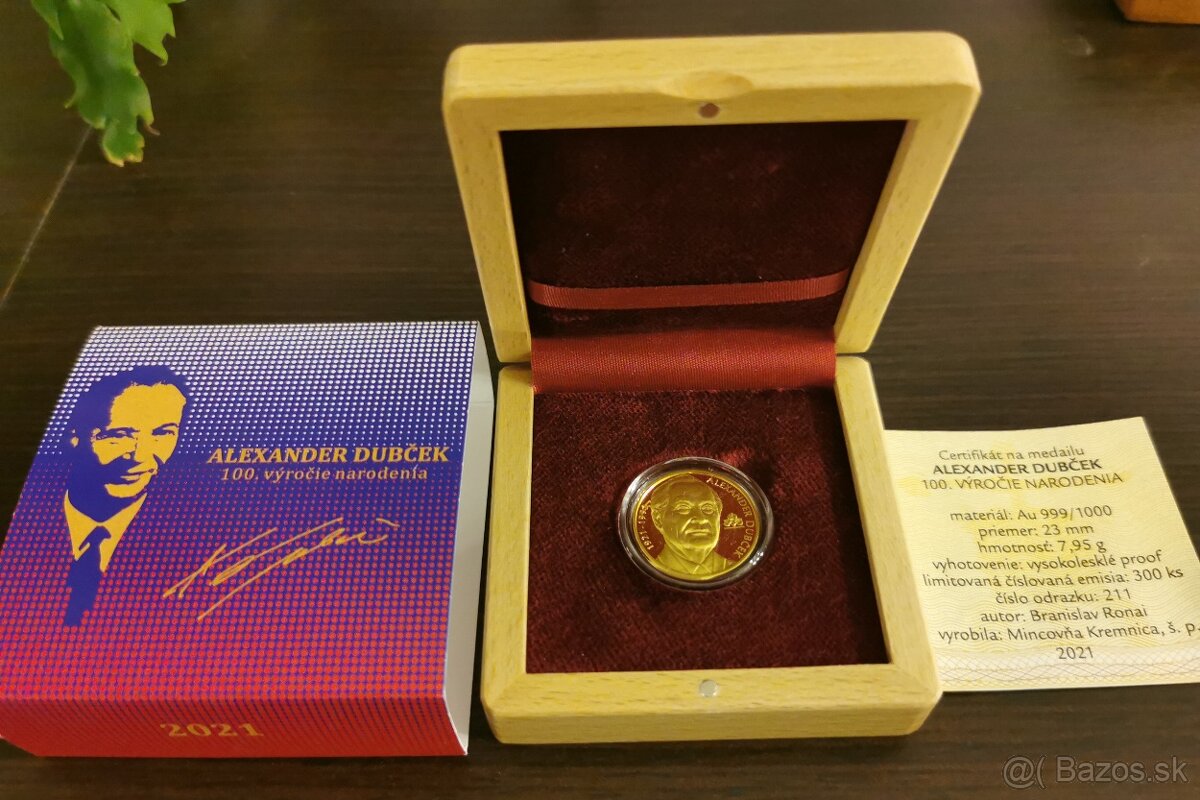 ALEXANDER DUBČEK
100. výročie narodenia
2021
ALEXANDER DUBČEK
Certifikát na medailu
ALEXANDER DUBČEK
100. VÝROČIE NARODENIA
materiál: Au 999/1000
priemer: 23 mm
hmotnosť: 7,95 g
vyhotovenie: vysokolesklé proof
limitovaná číslovaná emisia: 300 ks
číslo odrazku: 211
autor: Branislav Ronai
vyrobila: Mincovňa Kremnica, š. p.
2021
@( Bazos.sk